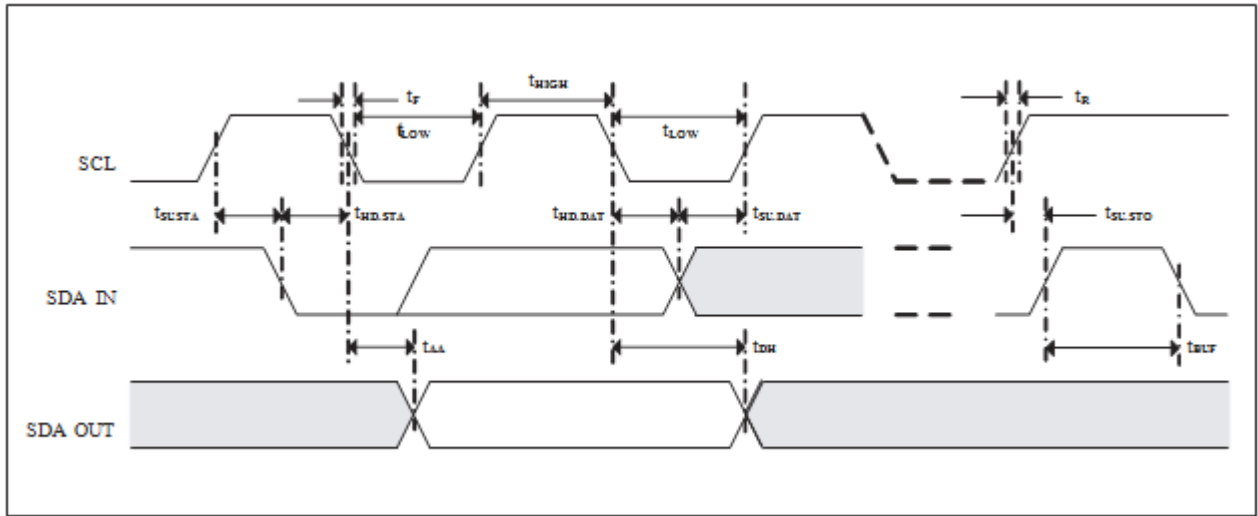 tHIGH
tF
tR
tLOW
tLOW
SCL
tSU.STA
tHD.STA
tHD.DAT
tSU.DAT
tSU.STO
SDA IN
tAA
tDH
tBUF
SDA OUT